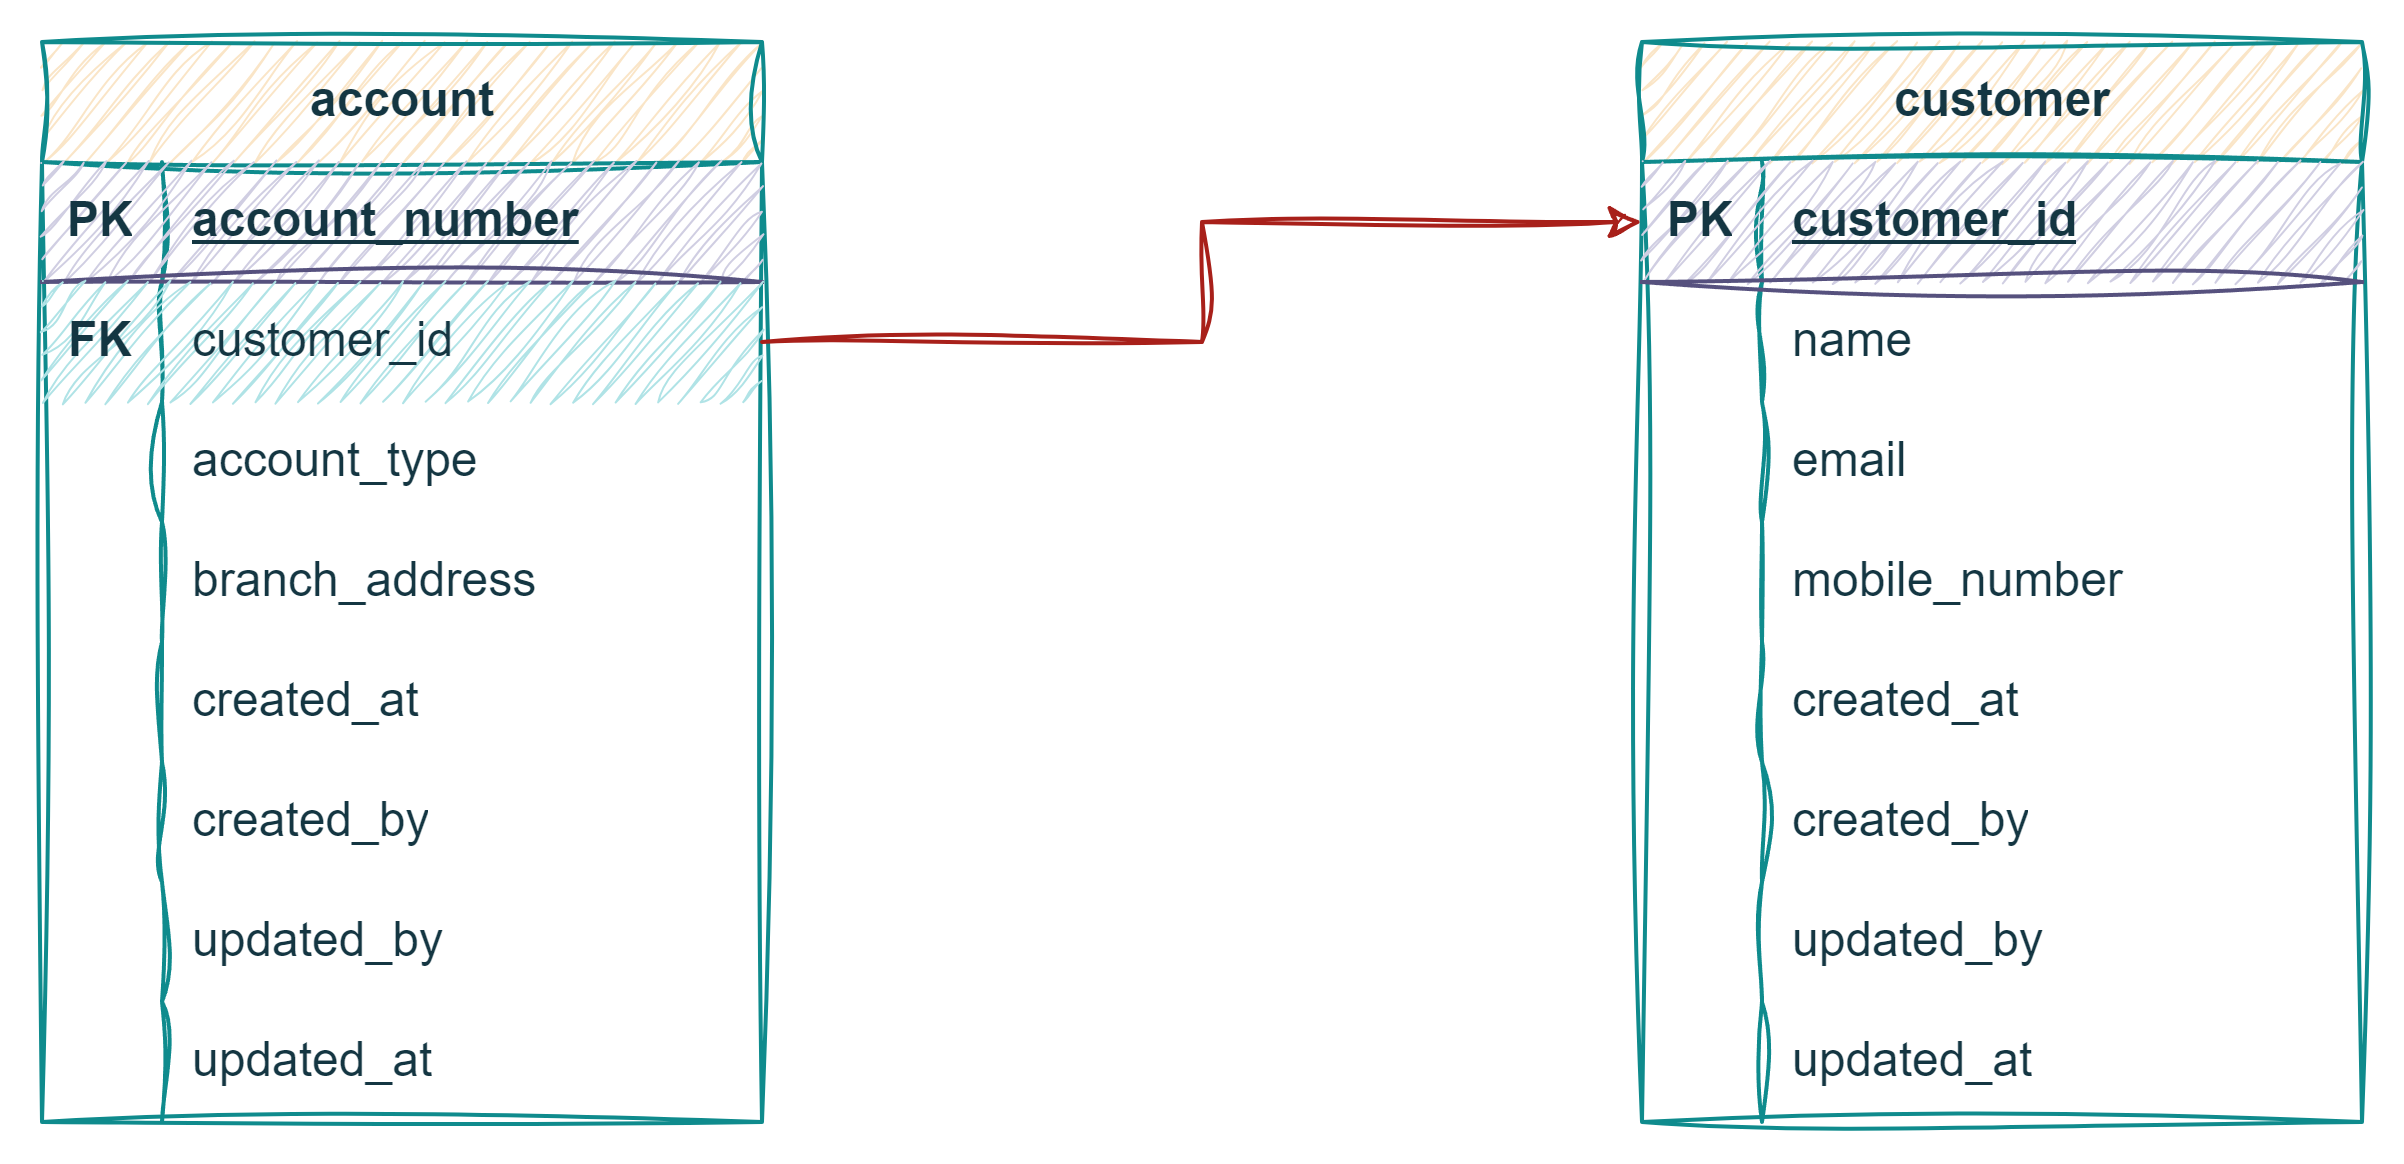 account
PK account_number
FK customer_id
account_type
branch_address
created_at
created_by
updated_by
updated_at
customer
PK customer_id
name
email
mobile_number
created_at
created_by
updated_by
updated_at